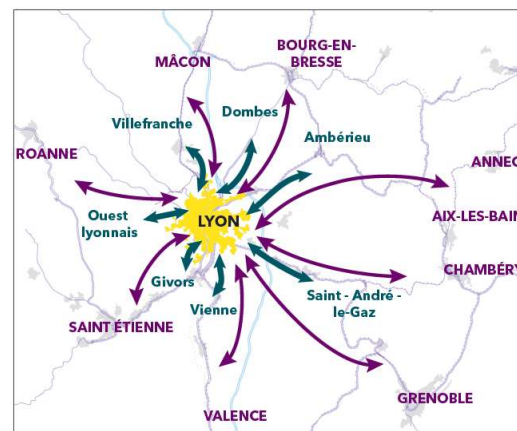 BOURG-EN-
BRESSE
MÂCON
Dombes
Villefranche
Ambérieu
ROANNE
ANNEC
Ouest
lyonnais
LYON
AIX-LES-BAIN
CHAMBÉRY
Givors
Vienne
Saint - André -
le-Gaz
SAINT ÉTIENNE
GRENOBLE
VALENCE